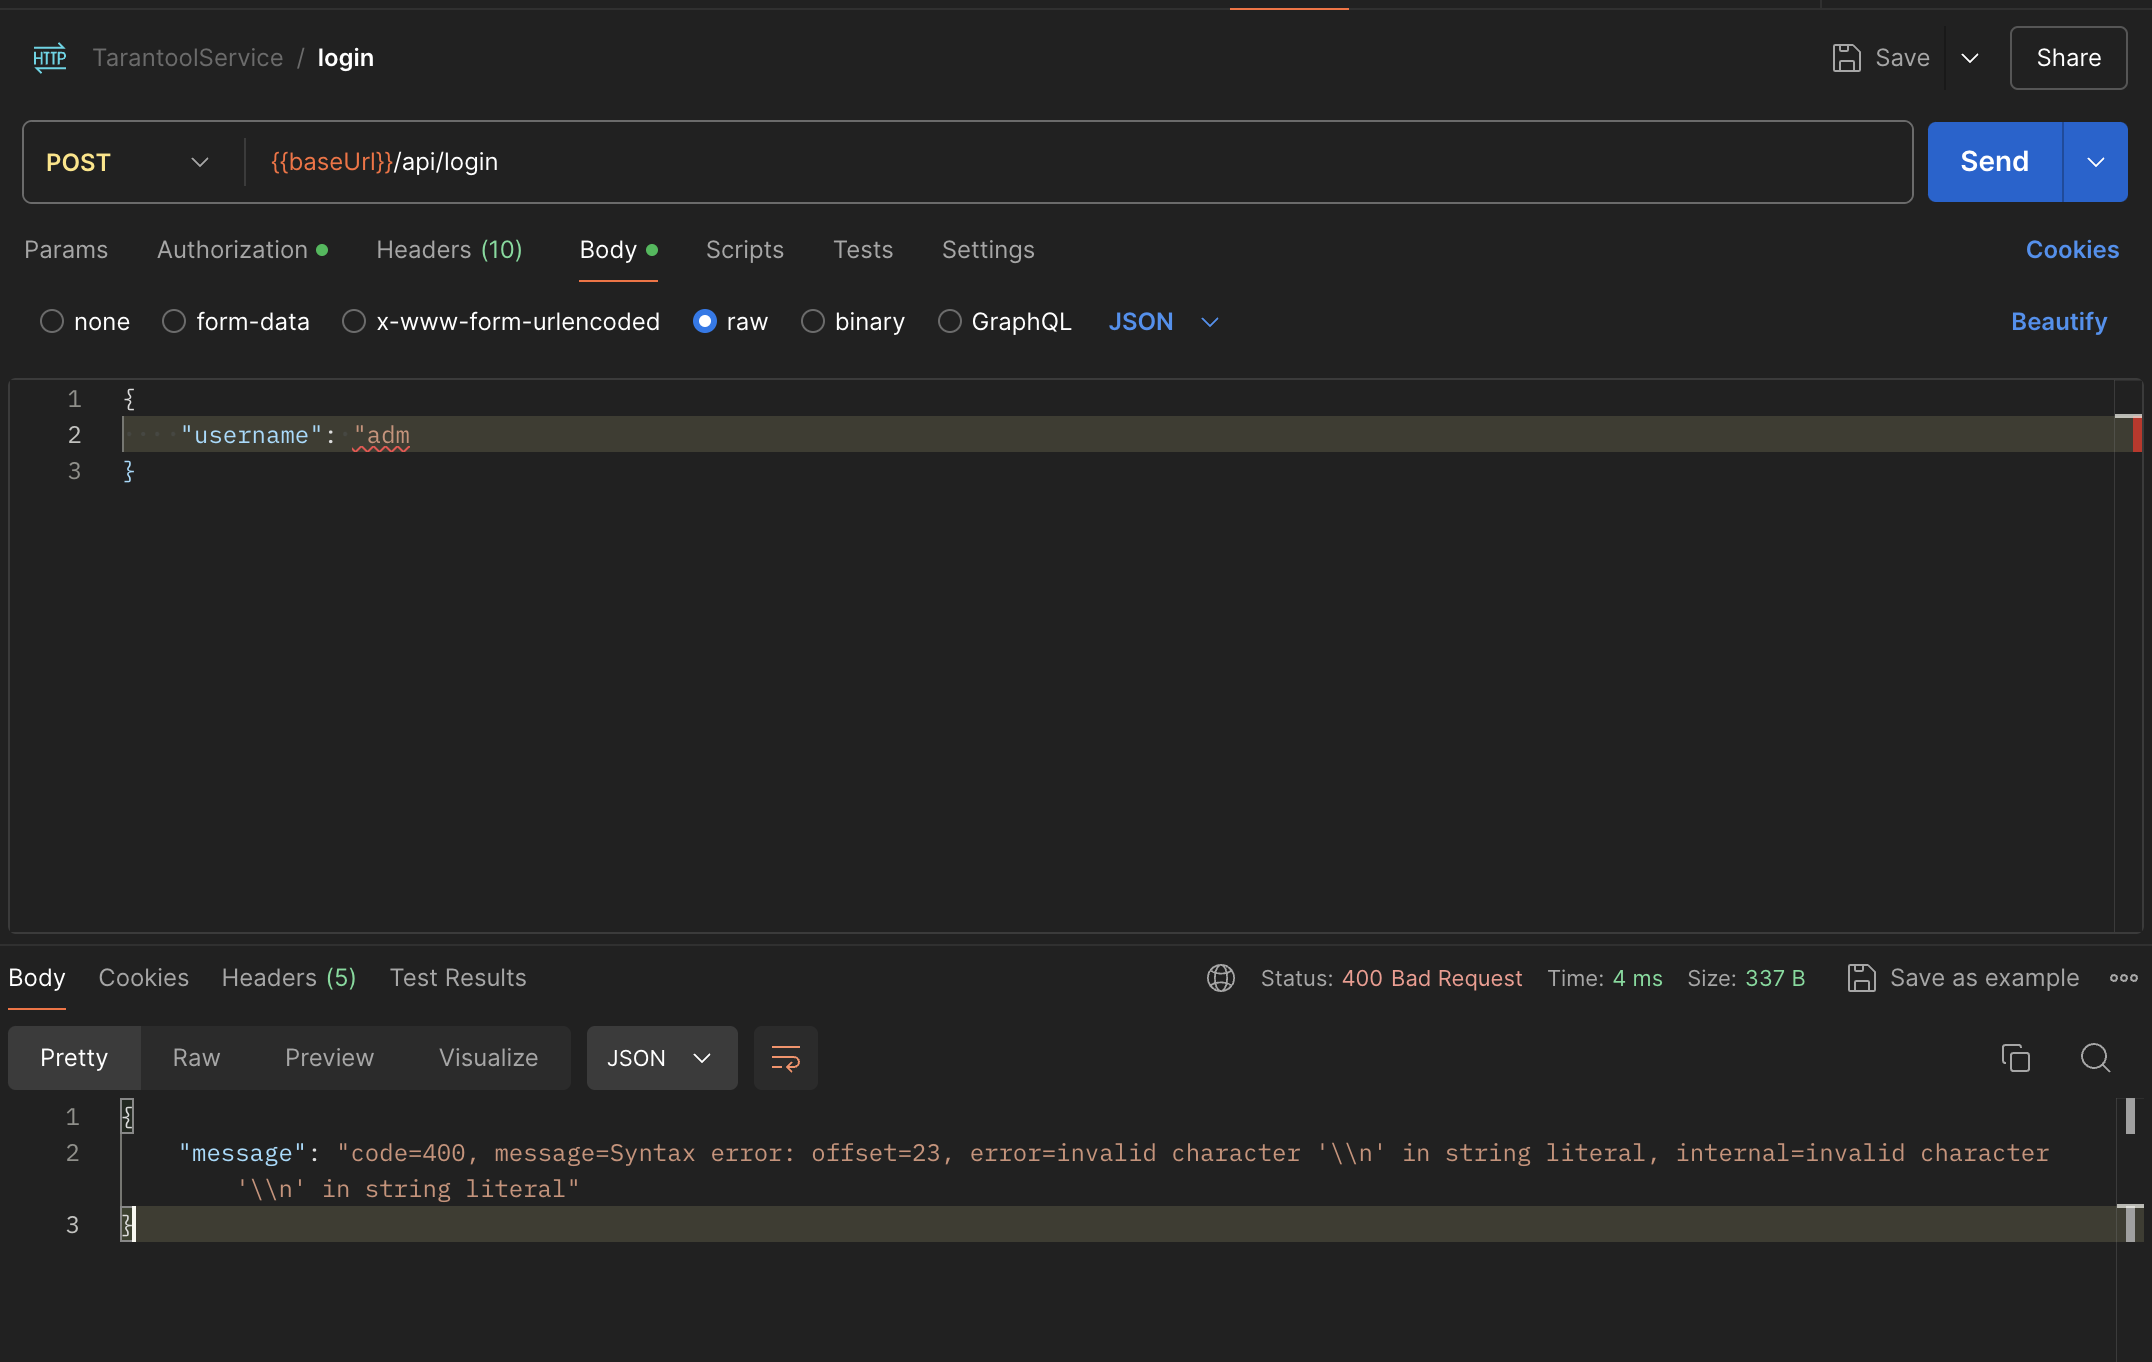 HTTP TarantoolService / login Save Share
POST {{baseUrl}}/api/login Send
Params Authorization Headers (10) Body Scripts Tests Settings Cookies
none form-data x-www-form-urlencoded raw binary GraphQL JSON Beautify
1 {
2 "username": "adm
3 }
Body Cookies Headers (5) Test Results Status: 400 Bad Request Time: 4 ms Size: 337 B Save as example
Pretty Raw Preview Visualize JSON
1 {
2 "message": "code=400, message=Syntax error: offset=23, error=invalid character '\\n' in string literal, internal=invalid character
'\\n' in string literal"
3 }